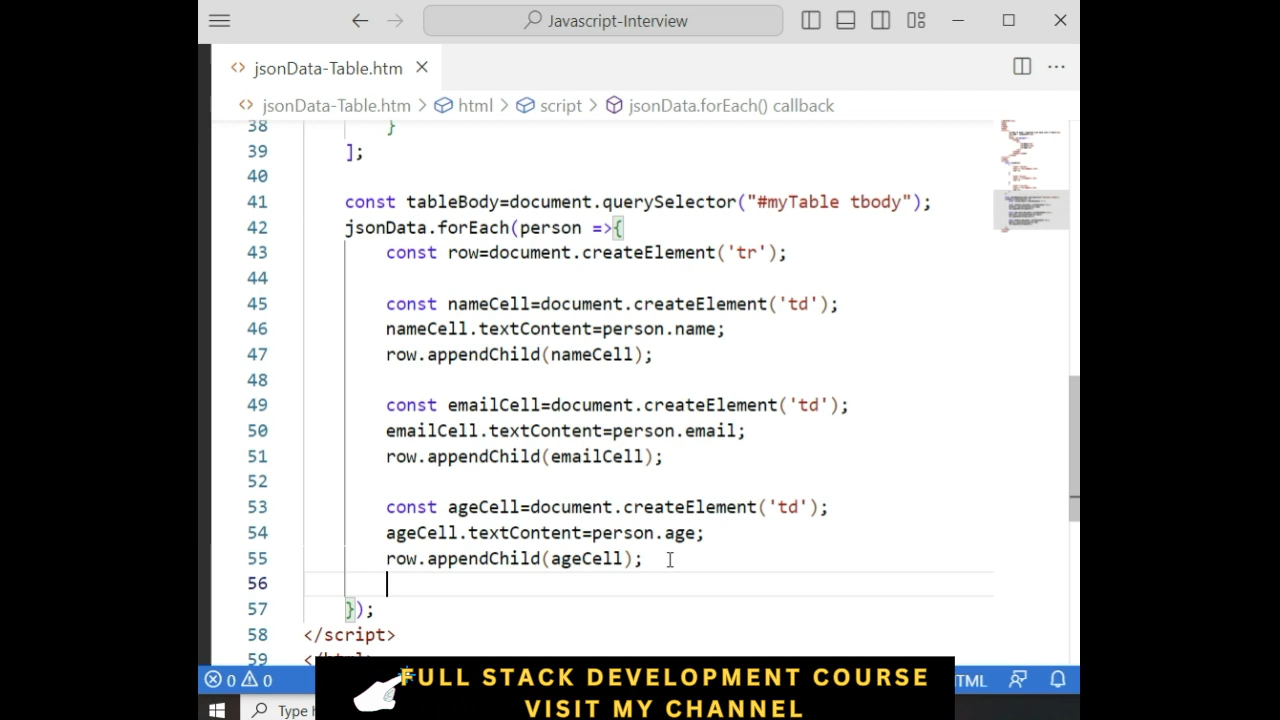 Javascript-Interview
jsonData-Table.htm
jsonData-Table.htm > html > script > jsonData.forEach() callback
38 }
39 ];
40
41 const tableBody=document.querySelector("#myTable tbody");
42 jsonData.forEach(person =>{
43 const row=document.createElement('tr');
44
45 const nameCell=document.createElement('td');
46 nameCell.textContent=person.name;
47 row.appendChild(nameCell);
48
49 const emailCell=document.createElement('td');
50 emailCell.textContent=person.email;
51 row.appendChild(emailCell);
52
53 const ageCell=document.createElement('td');
54 ageCell.textContent=person.age;
55 row.appendChild(ageCell);
56
57 });
58 </script>
59
0 0
FULL STACK DEVELOPMENT COURSE
VISIT MY CHANNEL
Type